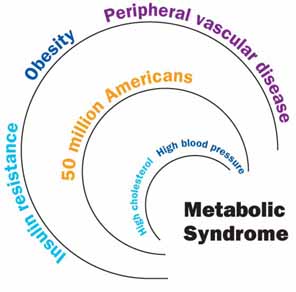 Peripheral vascular disease
Obesity
50 million Americans
Insulin resistance
High blood pressure
High cholesterol
Metabolic
Syndrome